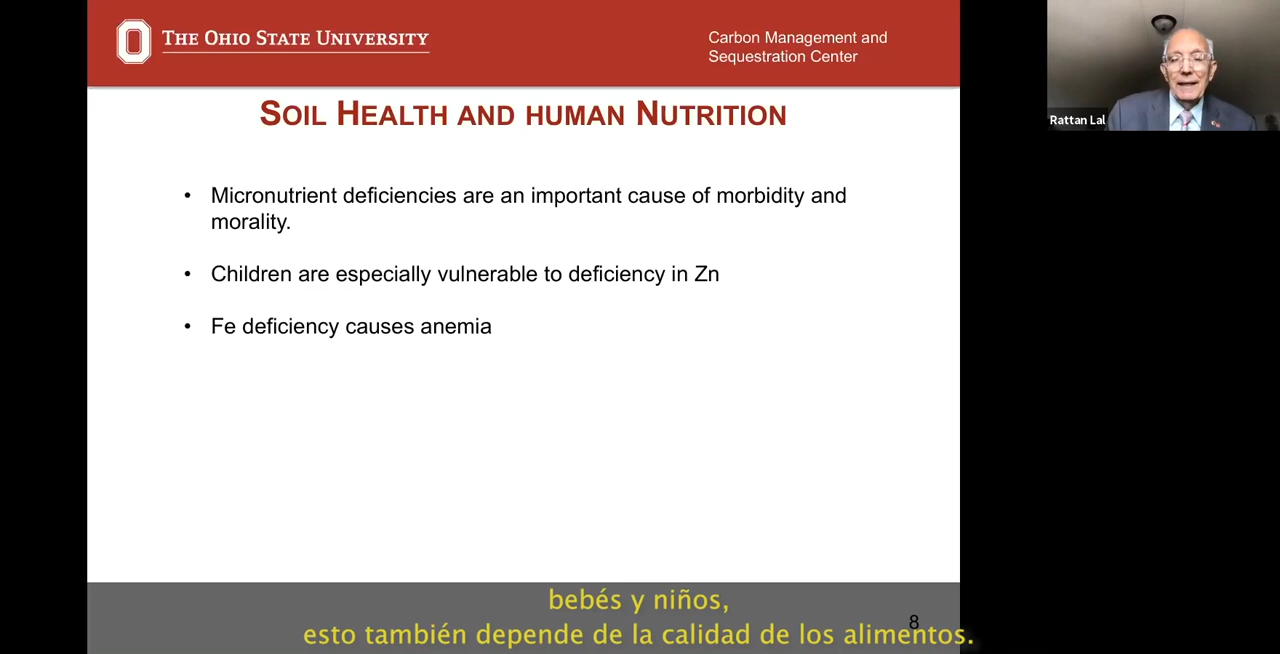 THE OHIO STATE UNIVERSITY
Carbon Management and
Sequestration Center
SOIL HEALTH AND HUMAN NUTRITION
• Micronutrient deficiencies are an important cause of morbidity and
morality.
• Children are especially vulnerable to deficiency in Zn
• Fe deficiency causes anemia
Rattan Lal
bebés y niños,
8
esto también depende de la calidad de los alimentos.